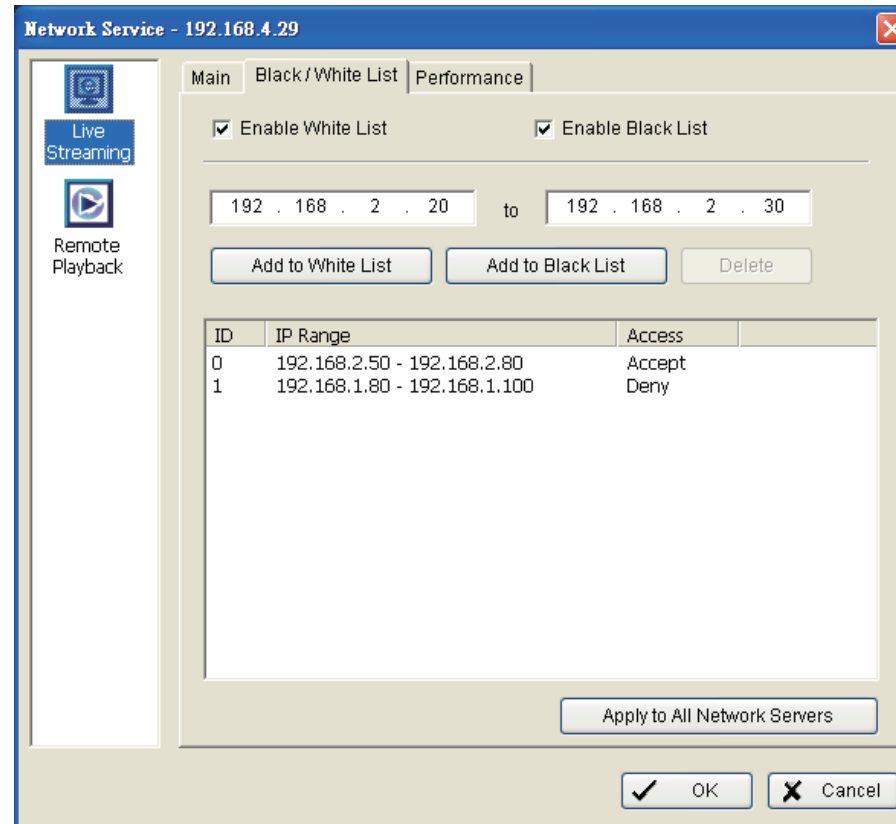 Network Service - 192.168.4.29
Live
Streaming
Remote
Playback
Main Black / White List Performance
Enable White List Enable Black List
192 . 168 . 2 . 20 to 192 . 168 . 2 . 30
Add to White List Add to Black List Delete
ID IP Range Access
0 192.168.2.50 - 192.168.2.80 Accept
1 192.168.1.80 - 192.168.1.100 Deny
Apply to All Network Servers
OK Cancel